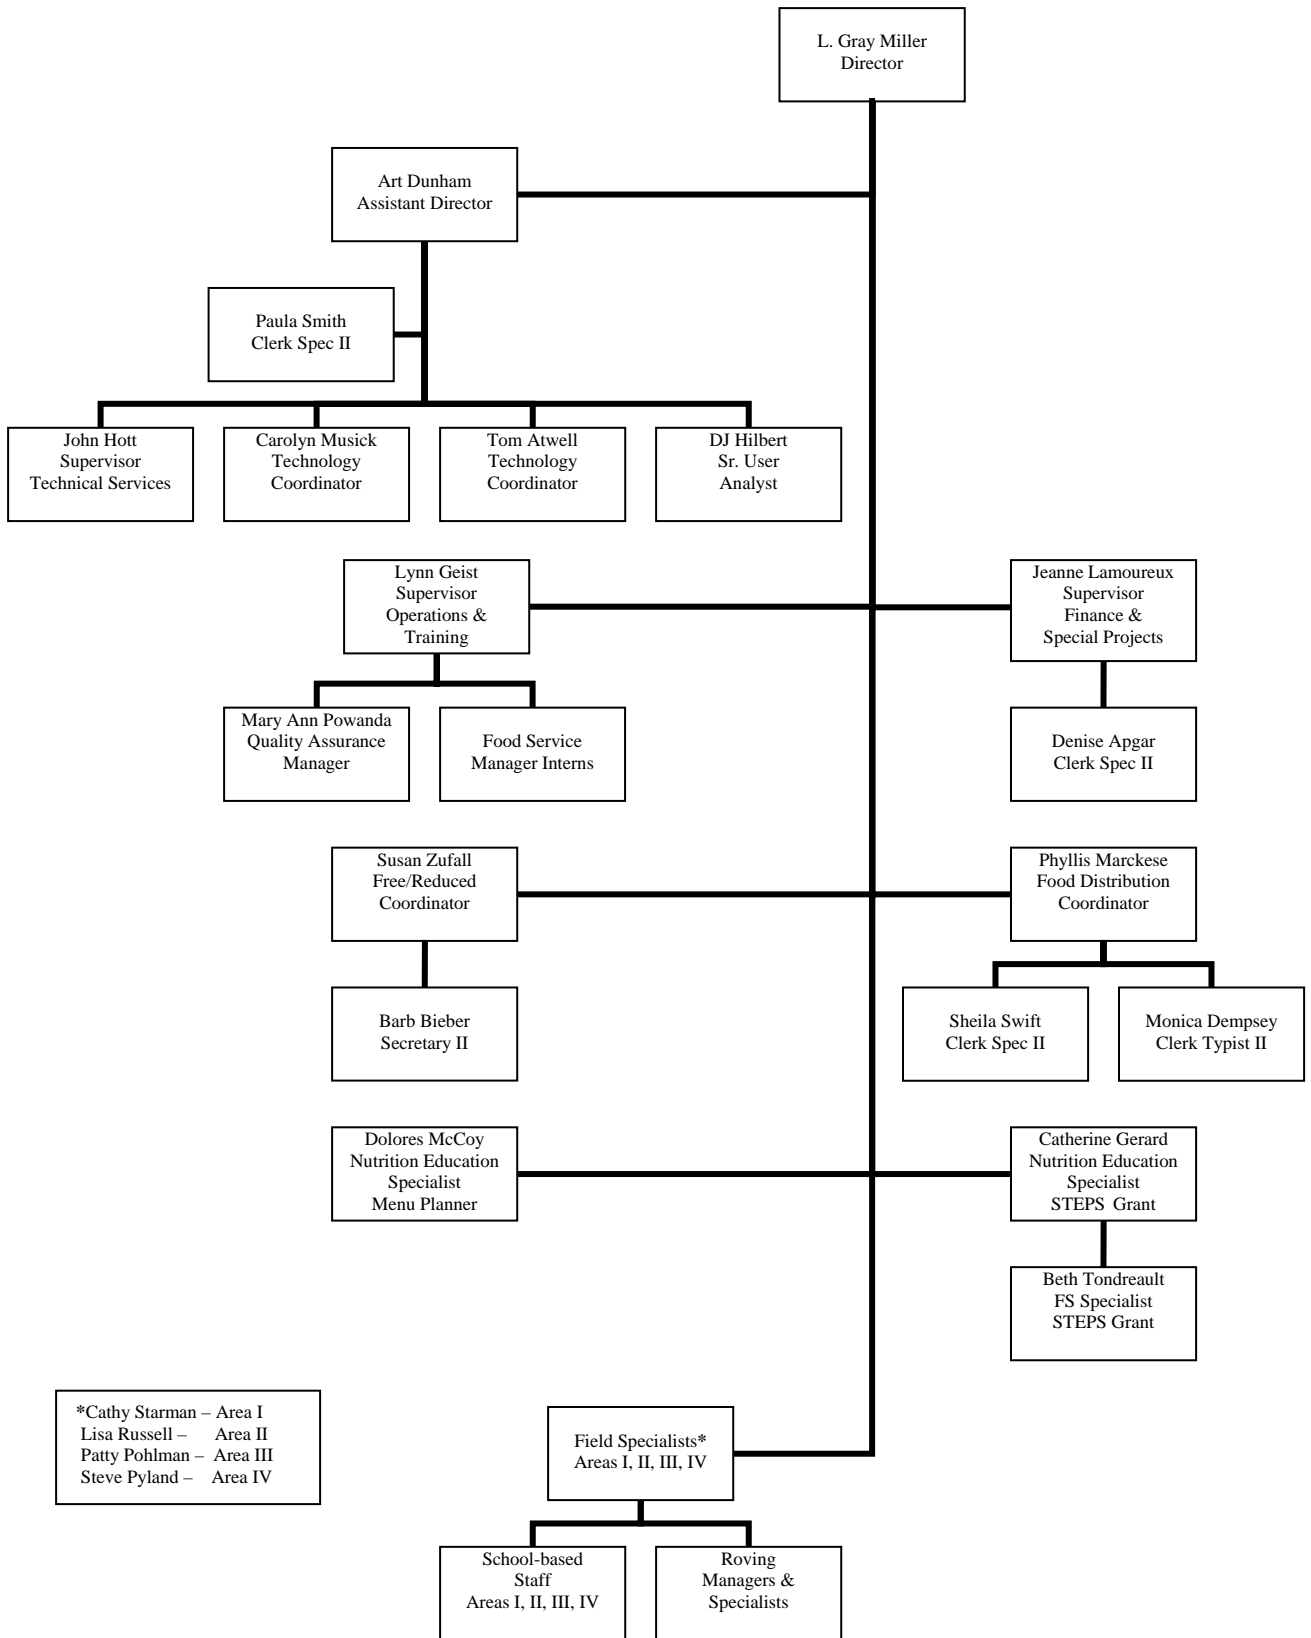 L. Gray Miller
Director
Art Dunham
Assistant Director
Paula Smith
Clerk Spec II
John Hott
Supervisor
Technical Services
Carolyn Musick
Technology
Coordinator
Tom Atwell
Technology
Coordinator
DJ Hilbert
Sr. User
Analyst
Lynn Geist
Supervisor
Operations &
Training
Jeanne Lamoureux
Supervisor
Finance &
Special Projects
Mary Ann Powanda
Quality Assurance
Manager
Food Service
Manager Interns
Denise Apgar
Clerk Spec II
Susan Zufall
Free/Reduced
Coordinator
Phyllis Marckese
Food Distribution
Coordinator
Barb Bieber
Secretary II
Sheila Swift
Clerk Spec II
Monica Dempsey
Clerk Typist II
Dolores McCoy
Nutrition Education
Specialist
Menu Planner
Catherine Gerard
Nutrition Education
Specialist
STEPS Grant
Beth Tondreault
FS Specialist
STEPS Grant
*Cathy Starman – Area I
Lisa Russell – Area II
Patty Pohlman – Area III
Steve Pyland – Area IV
Field Specialists*
Areas I, II, III, IV
School-based
Staff
Areas I, II, III, IV
Roving
Managers &
Specialists